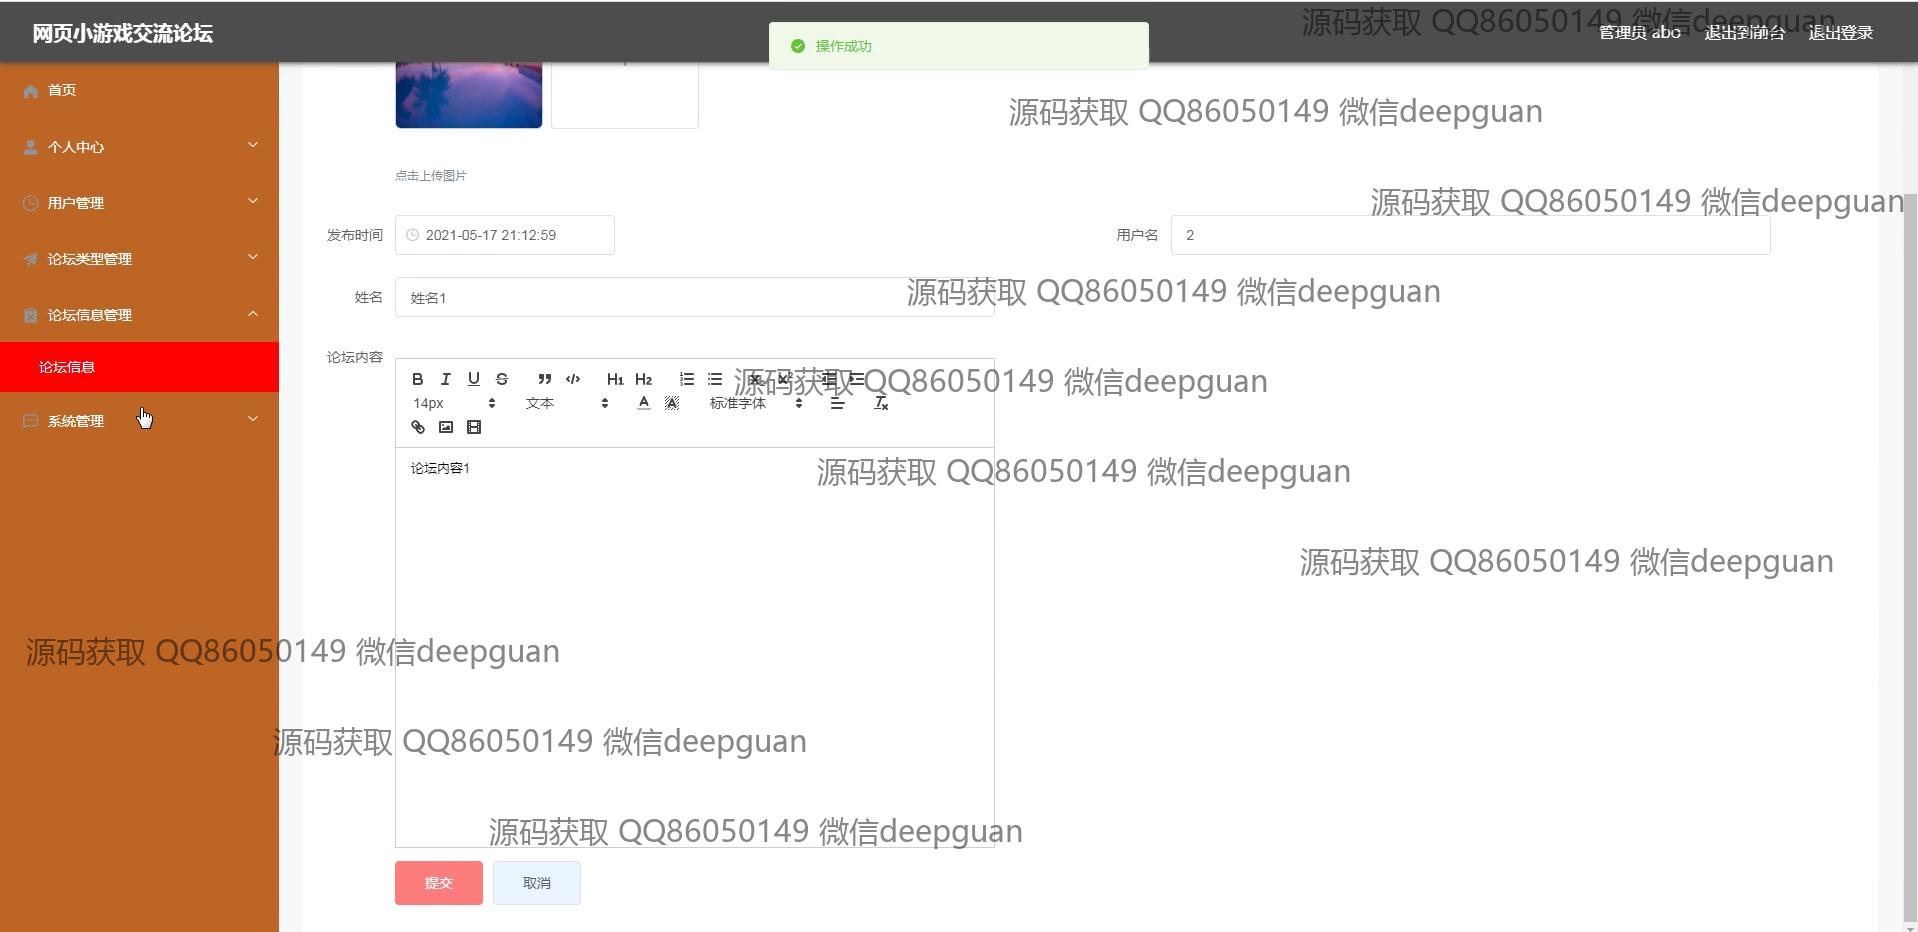 网页小游戏交流论坛
操作成功
源码获取 QQ86050149 微信deepguan
管理员 abo 退出到前台 退出登录
首页
源码获取 QQ86050149 微信deepguan
个人中心
点击上传图片
用户管理
源码获取 QQ86050149 微信deepguan
发布时间 2021-05-17 21:12:59 用户名 2
论坛类型管理
姓名 姓名1
源码获取 QQ86050149 微信deepguan
论坛信息管理
论坛内容
论坛信息
B I U S H1 H2 X2 X2
源码获取 QQ86050149 微信deepguan
14px 文本 A A 标准字体 Tx
系统管理
论坛内容1
源码获取 QQ86050149 微信deepguan
源码获取 QQ86050149 微信deepguan
源码获取 QQ86050149 微信deepguan
源码获取 QQ86050149 微信deepguan
源码获取 QQ86050149 微信deepguan
提交 取消